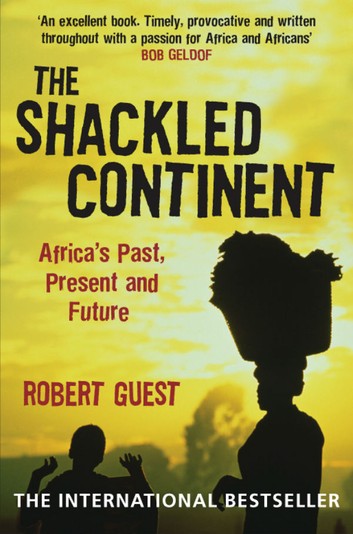 ‘An excellent book. Timely, provocative and written
throughout with a passion for Africa and Africans’
BOB GELDOF
THE
SHACKLED
CONTINENT
Africa's Past,
Present and
Future
ROBERT GUEST
THE INTERNATIONAL BESTSELLER